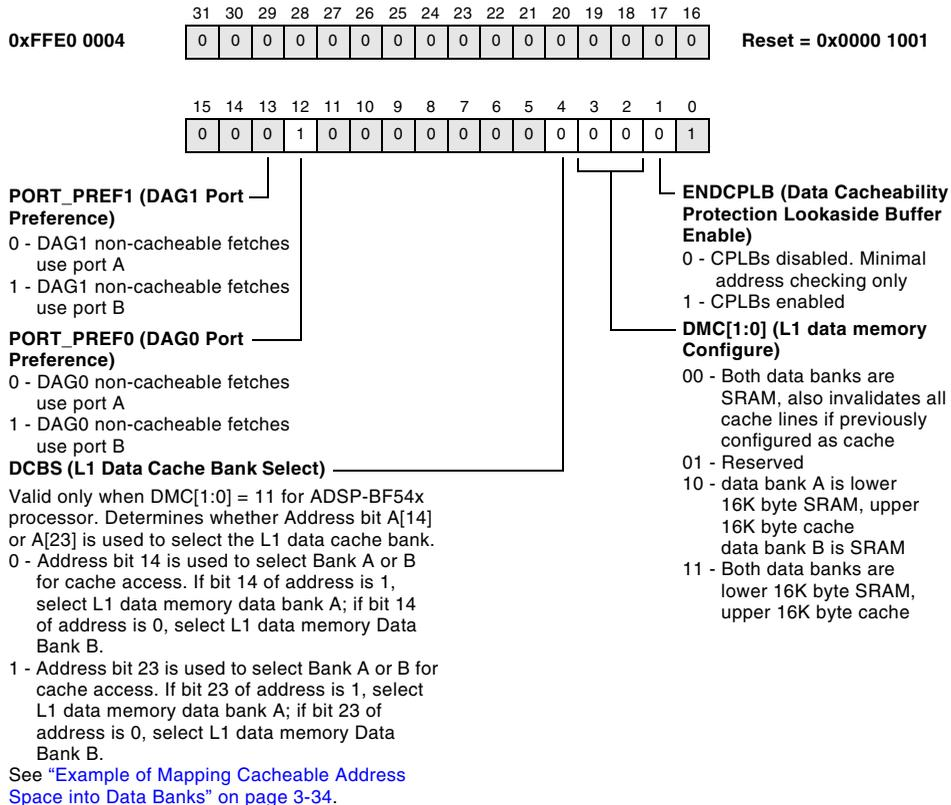 31 30 29 28 27 26 25 24 23 22 21 20 19 18 17 16
0xFFE0 0004
0 0 0 0 0 0 0 0 0 0 0 0 0 0 0 0
Reset = 0x0000 1001
15 14 13 12 11 10 9 8 7 6 5 4 3 2 1 0
0 0 0 1 0 0 0 0 0 0 0 0 0 0 0 1
PORT_PREF1 (DAG1 Port
Preference)
0 - DAG1 non-cacheable fetches
use port A
1 - DAG1 non-cacheable fetches
use port B
PORT_PREF0 (DAG0 Port
Preference)
0 - DAG0 non-cacheable fetches
use port A
1 - DAG0 non-cacheable fetches
use port B
DCBS (L1 Data Cache Bank Select)
Valid only when DMC[1:0] = 11 for ADSP-BF54x
processor. Determines whether Address bit A[14]
or A[23] is used to select the L1 data cache bank.
0 - Address bit 14 is used to select Bank A or B
for cache access. If bit 14 of address is 1,
select L1 data memory data bank A; if bit 14
of address is 0, select L1 data memory Data
Bank B.
1 - Address bit 23 is used to select Bank A or B for
cache access. If bit 23 of address is 1, select
L1 data memory data bank A; if bit 23 of
address is 0, select L1 data memory Data
Bank B.
See “Example of Mapping Cacheable Address
Space into Data Banks” on page 3-34.
ENDCPLB (Data Cacheability
Protection Lookaside Buffer
Enable)
0 - CPLBs disabled. Minimal
address checking only
1 - CPLBs enabled
DMC[1:0] (L1 data memory
Configure)
00 - Both data banks are
SRAM, also invalidates all
cache lines if previously
configured as cache
01 - Reserved
10 - data bank A is lower
16K byte SRAM, upper
16K byte cache
data bank B is SRAM
11 - Both data banks are
lower 16K byte SRAM,
upper 16K byte cache